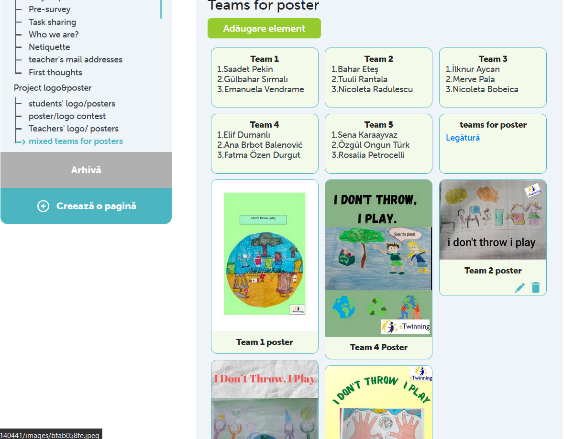 Pre-survey
Task sharing
Who we are?
Netiquette
teacher's mail addresses
First thoughts
Project logo&poster
students' logo/posters
poster/logo contest
Teachers' logo/ posters
mixed teams for posters
Arhivă
Creează o pagină
Teams for poster
Adăugare element
Team 1
1.Saadet Pekin
2.Gülbahar Sırmalı
3.Emanuela Vendrame
Team 2
1.Bahar Eteş
2.Tuuli Rantala
3.Nicoleta Radulescu
Team 3
1.İlknur Aycan
2.Merve Pala
3.Nicoleta Bobeica
Team 4
1.Elif Dumanlı
2.Ana Brbot Balenović
3.Fatma Özen Durgut
Team 5
1.Sena Karaayvaz
2.Özgül Ongun Türk
3.Rosalia Petrocelli
teams for poster
Legătură
Team 1 poster
I DON'T THROW,
I PLAY.
Save the planet
eTwinning
Team 4 Poster
i don't throw i play
Team 2 poster
I Don't Throw, I Play
eTwinning
I DON'T THROW I PLAY
140441/images/bfab058fe.jpeg